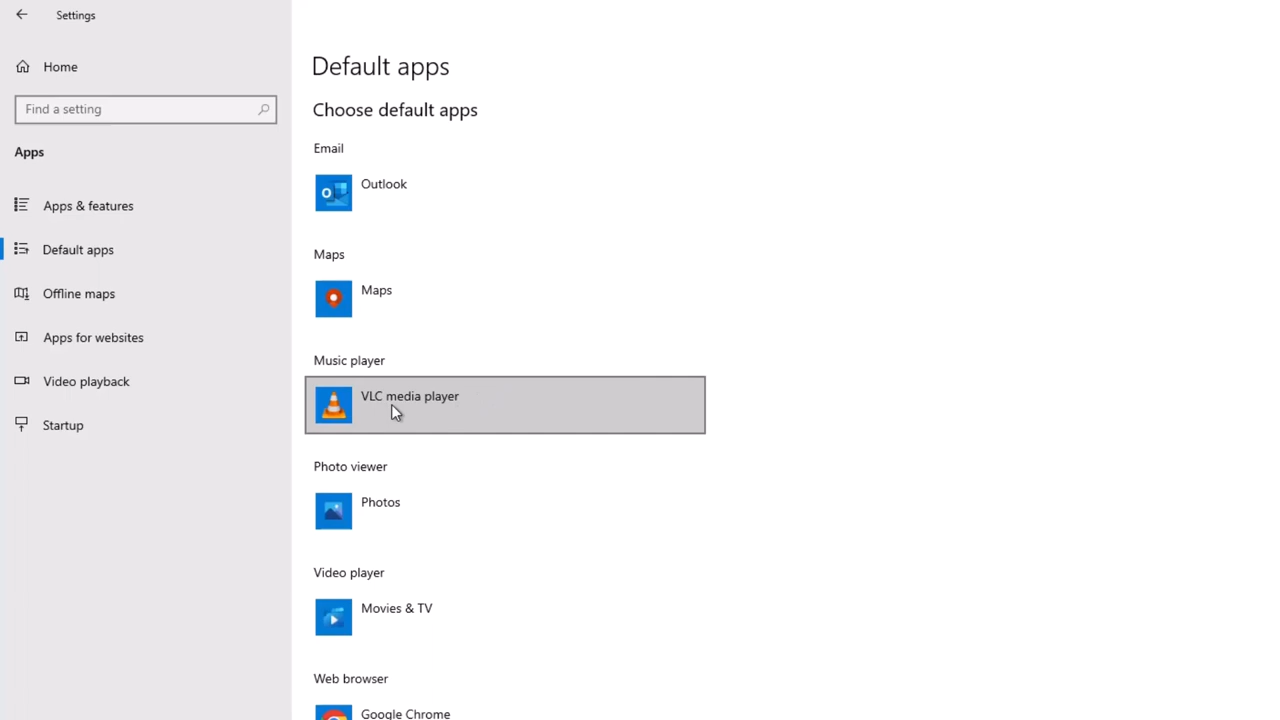 Settings
Home
Find a setting
Apps
Apps & features
Default apps
Offline maps
Apps for websites
Video playback
Startup
Default apps
Choose default apps
Email
Outlook
Maps
Maps
Music player
VLC media player
Photo viewer
Photos
Video player
Movies & TV
Web browser
Google Chrome